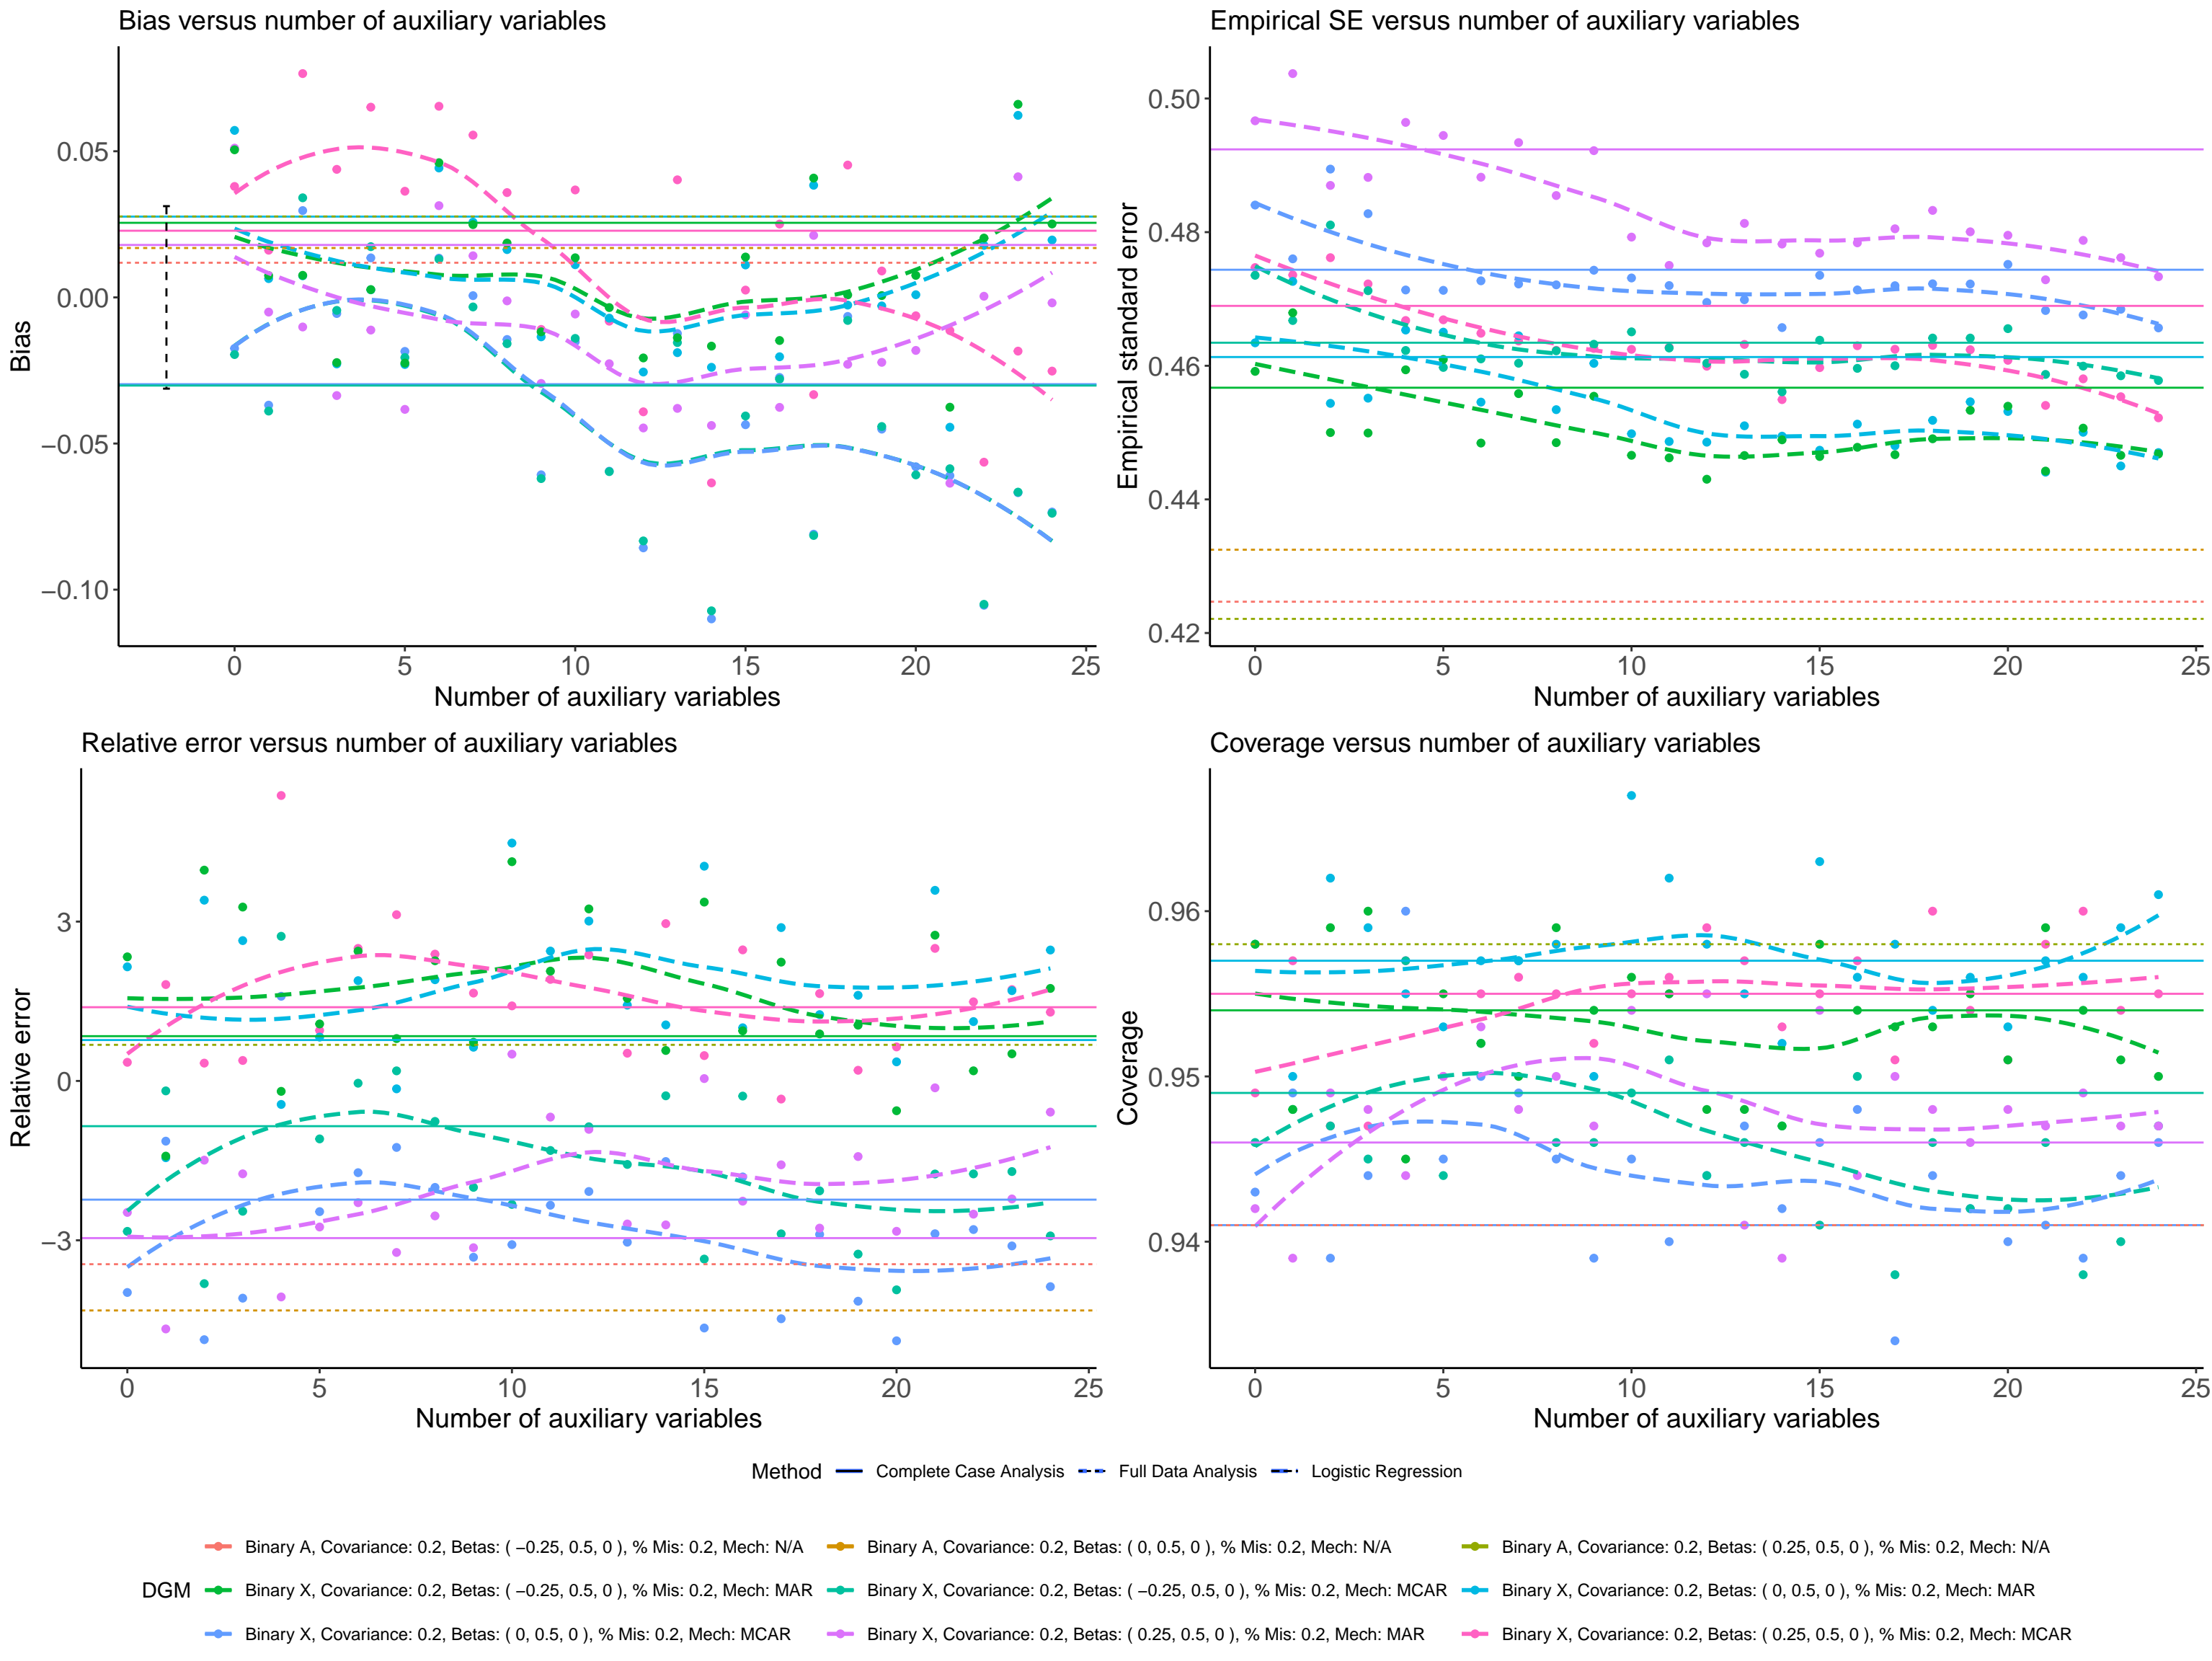 Bias versus number of auxiliary variables
Bias
0.05
0.00
−0.05
−0.10
0 5 10 15 20 25
Number of auxiliary variables
Empirical SE versus number of auxiliary variables
Empirical standard error
0.50
0.48
0.46
0.44
0.42
0 5 10 15 20 25
Number of auxiliary variables
Relative error versus number of auxiliary variables
Relative error
3
0
−3
0 5 10 15 20 25
Number of auxiliary variables
Coverage versus number of auxiliary variables
Coverage
0.96
0.95
0.94
0 5 10 15 20 25
Number of auxiliary variables
Method Complete Case Analysis Full Data Analysis Logistic Regression
DGM
Binary A, Covariance: 0.2, Betas: ( −0.25, 0.5, 0 ), % Mis: 0.2, Mech: N/A
Binary A, Covariance: 0.2, Betas: ( 0, 0.5, 0 ), % Mis: 0.2, Mech: N/A
Binary A, Covariance: 0.2, Betas: ( 0.25, 0.5, 0 ), % Mis: 0.2, Mech: N/A
Binary X, Covariance: 0.2, Betas: ( −0.25, 0.5, 0 ), % Mis: 0.2, Mech: MAR
Binary X, Covariance: 0.2, Betas: ( −0.25, 0.5, 0 ), % Mis: 0.2, Mech: MCAR
Binary X, Covariance: 0.2, Betas: ( 0, 0.5, 0 ), % Mis: 0.2, Mech: MAR
Binary X, Covariance: 0.2, Betas: ( 0, 0.5, 0 ), % Mis: 0.2, Mech: MCAR
Binary X, Covariance: 0.2, Betas: ( 0.25, 0.5, 0 ), % Mis: 0.2, Mech: MAR
Binary X, Covariance: 0.2, Betas: ( 0.25, 0.5, 0 ), % Mis: 0.2, Mech: MCAR